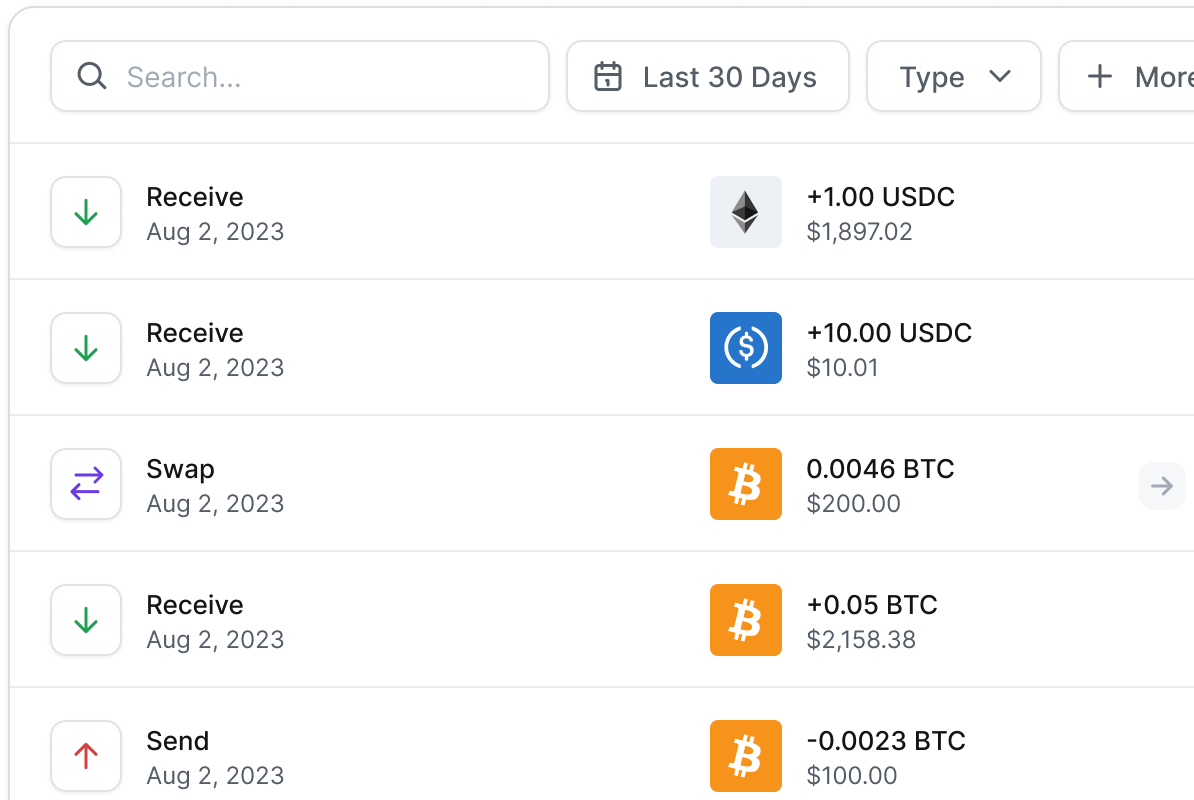 Search...
Last 30 Days
Type
More
Receive
Aug 2, 2023
+1.00 USDC
$1,897.02
Receive
Aug 2, 2023
+10.00 USDC
$10.01
Swap
Aug 2, 2023
0.0046 BTC
$200.00
Receive
Aug 2, 2023
+0.05 BTC
$2,158.38
Send
Aug 2, 2023
-0.0023 BTC
$100.00